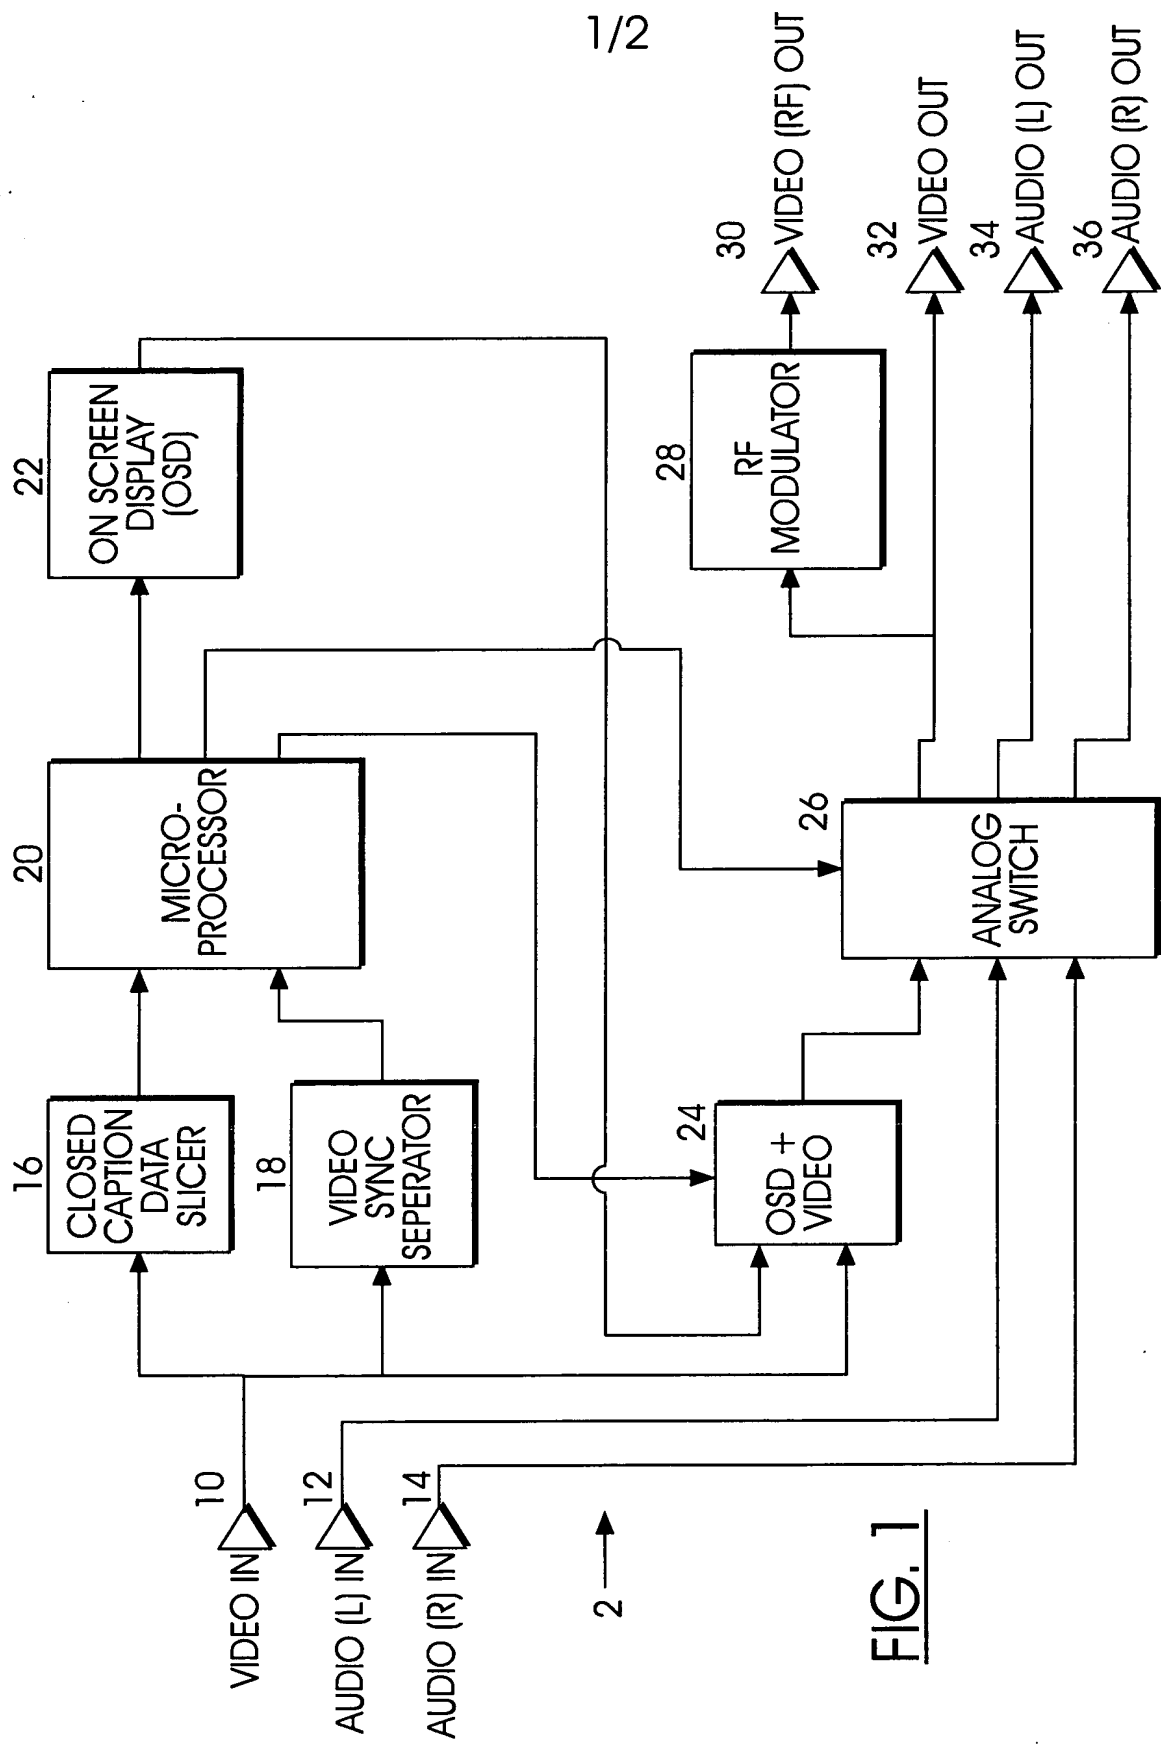 1/2
22
ON SCREEN
DISPLAY
(OSD)
20
MICRO-
PROCESSOR
16
CLOSED
CAPTION
DATA
SLICER
18
VIDEO
SYNC
SEPERATOR
10
VIDEO IN
12
AUDIO (L) IN
14
AUDIO (R) IN
24
OSD +
VIDEO
26
ANALOG
SWITCH
28
RF
MODULATOR
30
VIDEO (RF) OUT
32
VIDEO OUT
34
AUDIO (L) OUT
36
AUDIO (R) OUT
2
FIG. 1